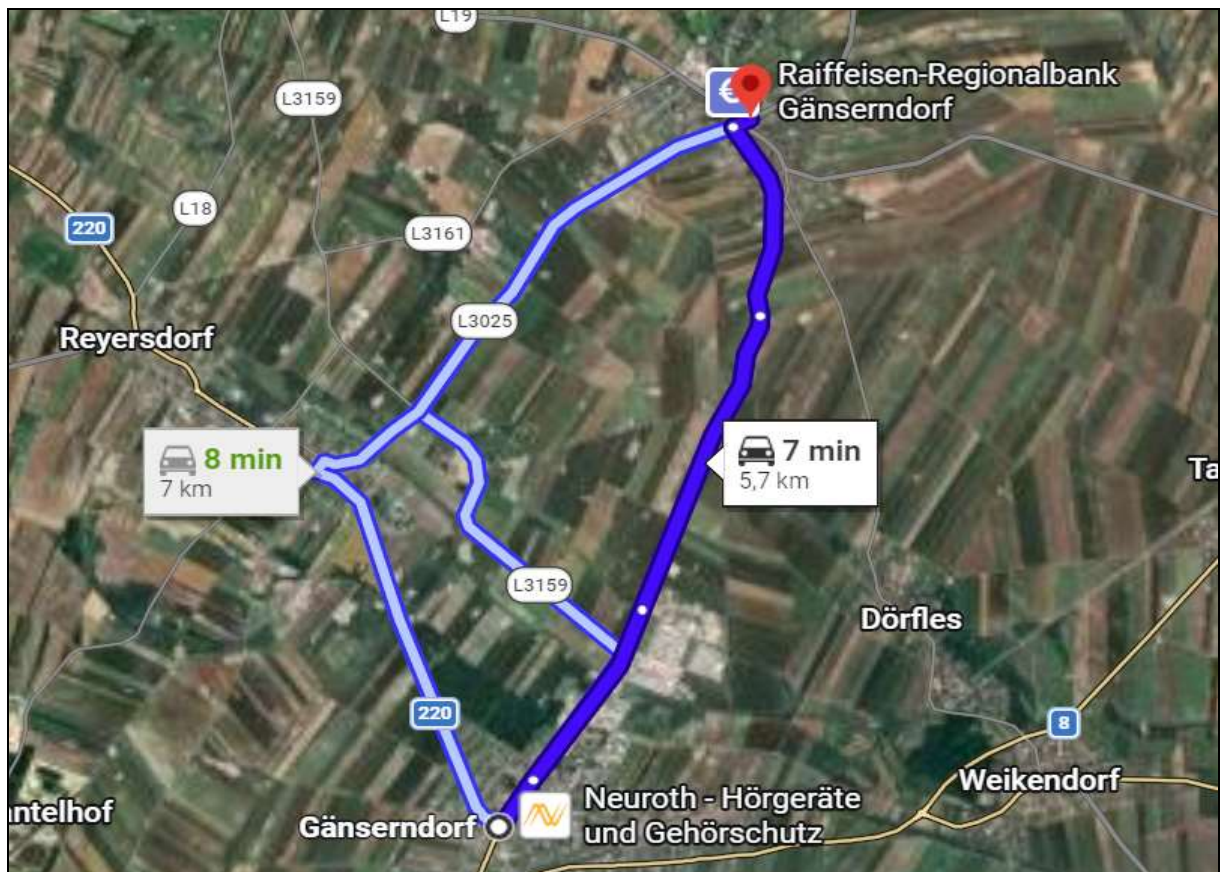 L19
L3159
Raiffeisen-Regionalbank
Gänserndorf
€
L18
220
L3161
L3025
Reyersdorf
8 min
7 km
7 min
5,7 km
Ta
L3159
Dörfles
220
8
Weikendorf
antelhof
Gänserndorf
Neuroth - Hörgeräte
und Gehörschutz